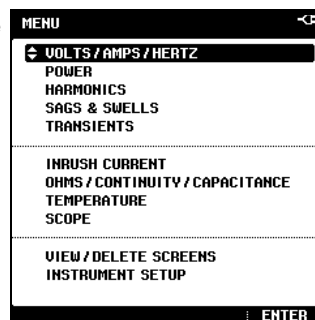 MENU
VOLTS/AMPS/HERTZ
POWER
HARMONICS
SAGS & SWELLS
TRANSIENTS
INRUSH CURRENT
OHMS/CONTINUITY/CAPACITANCE
TEMPERATURE
SCOPE
VIEW/DELETE SCREENS
INSTRUMENT SETUP
ENTER